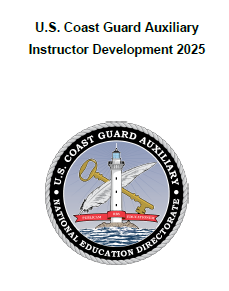 U.S. Coast Guard Auxiliary
Instructor Development 2025
U.S. COAST GUARD AUXILIARY
NATIONAL EDUCATION DIRECTORATE